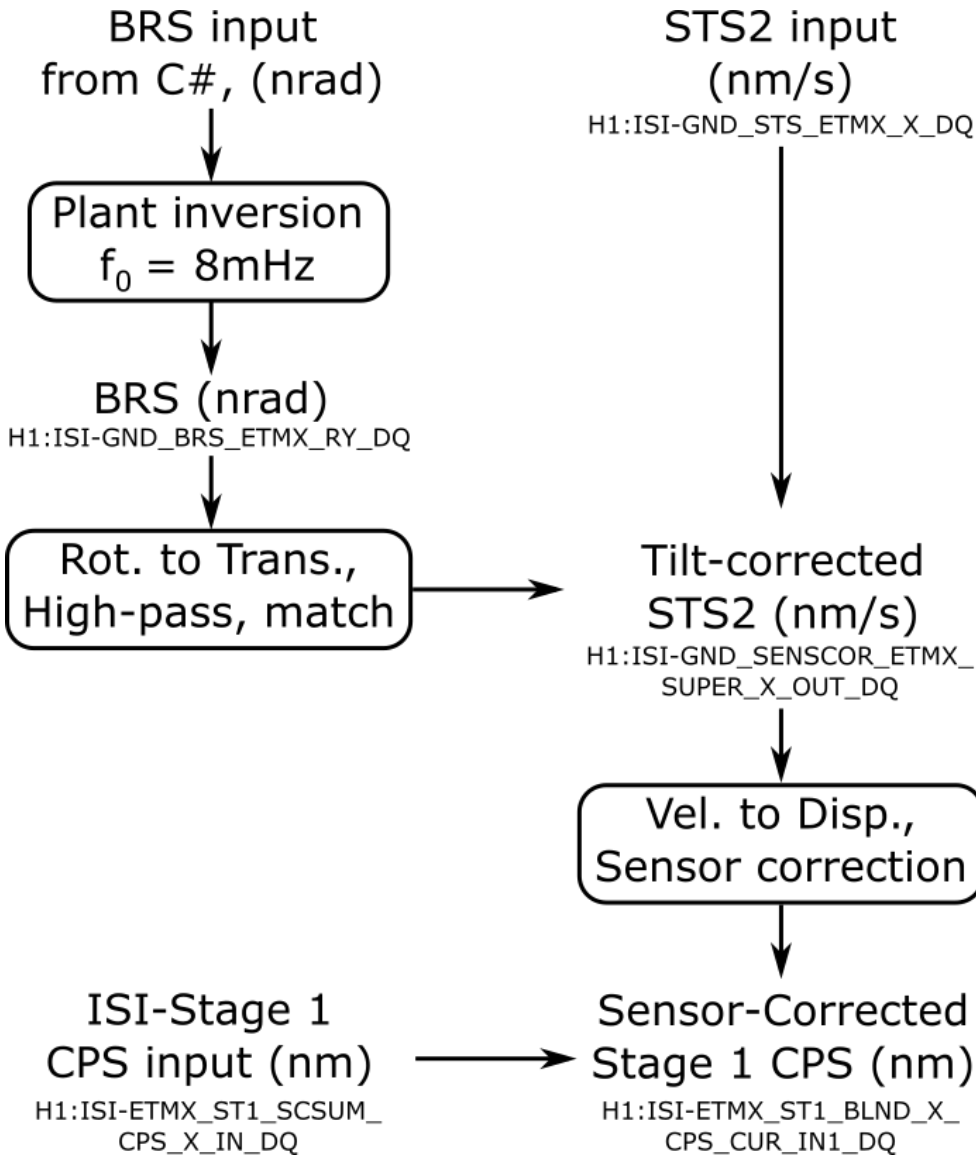 BRS input
from C#, (nrad)
STS2 input
(nm/s)
H1:ISI-GND_STS_ETMX_X_DQ
Plant inversion
f0 = 8mHz
BRS (nrad)
H1:ISI-GND_BRS_ETMX_RY_DQ
Rot. to Trans.,
High-pass, match
Tilt-corrected
STS2 (nm/s)
H1:ISI-GND_SENSCOR_ETMX_
SUPER_X_OUT_DQ
Vel. to Disp.,
Sensor correction
ISI-Stage 1
CPS input (nm)
H1:ISI-ETMX_ST1_SCSUM_
CPS_X_IN_DQ
Sensor-Corrected
Stage 1 CPS (nm)
H1:ISI-ETMX_ST1_BLND_X_
CPS_CUR_IN1_DQ